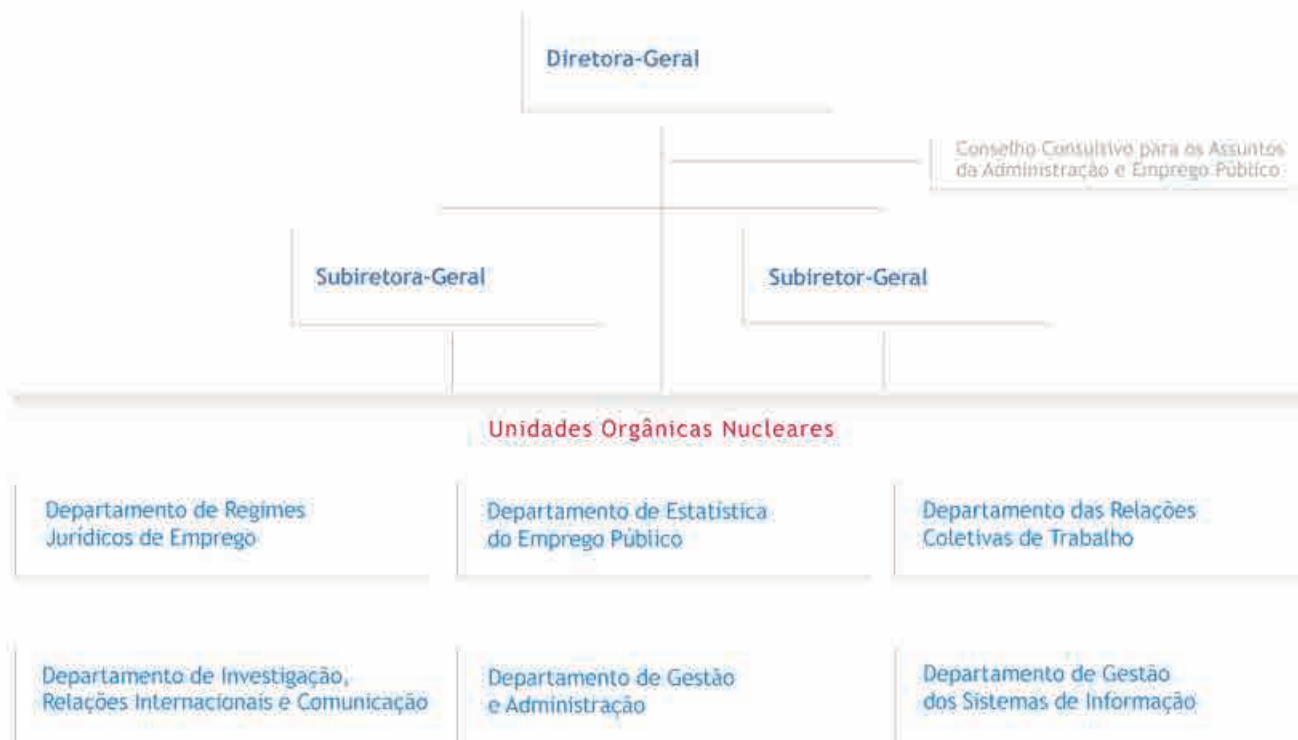 Diretora-Geral
Conselho Consultivo para os Assuntos
da Administração e Emprego Público
Subiretora-Geral
Subiretor-Geral
Unidades Orgânicas Nucleares
Departamento de Regimes
Jurídicos de Emprego
Departamento de Estatística
do Emprego Público
Departamento das Relações
Coletivas de Trabalho
Departamento de Investigação,
Relações Internacionais e Comunicação
Departamento de Gestão
e Administração
Departamento de Gestão
dos Sistemas de Informação